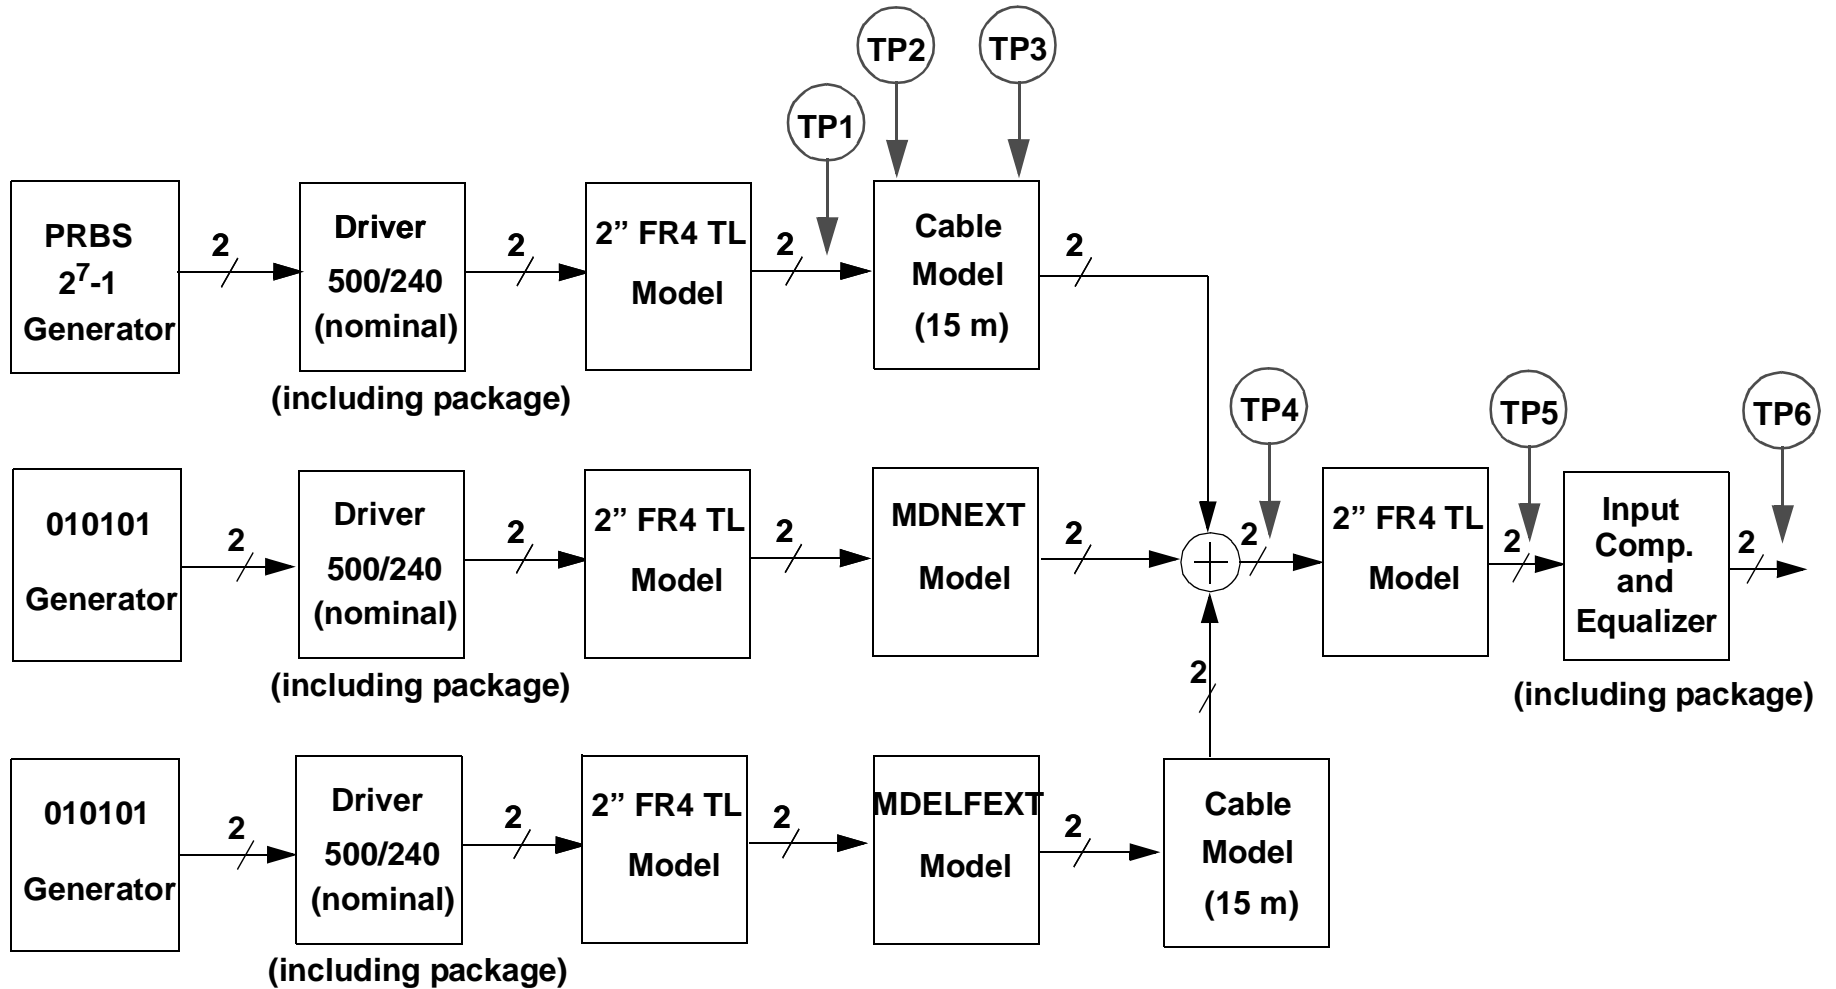 TP2
TP3
TP1
PRBS
2⁷-1
Generator
2
Driver
500/240
(nominal)
(including package)
2
2” FR4 TL
Model
2
Cable
Model
(15 m)
2
TP4
TP5
TP6
010101
Generator
2
Driver
500/240
(nominal)
(including package)
2
2” FR4 TL
Model
2
MDNEXT
Model
2
2
2” FR4 TL
Model
2
Input
Comp.
and
Equalizer
(including package)
2
010101
Generator
2
Driver
500/240
(nominal)
(including package)
2
2” FR4 TL
Model
2
MDELFEXT
Model
2
Cable
Model
(15 m)
2